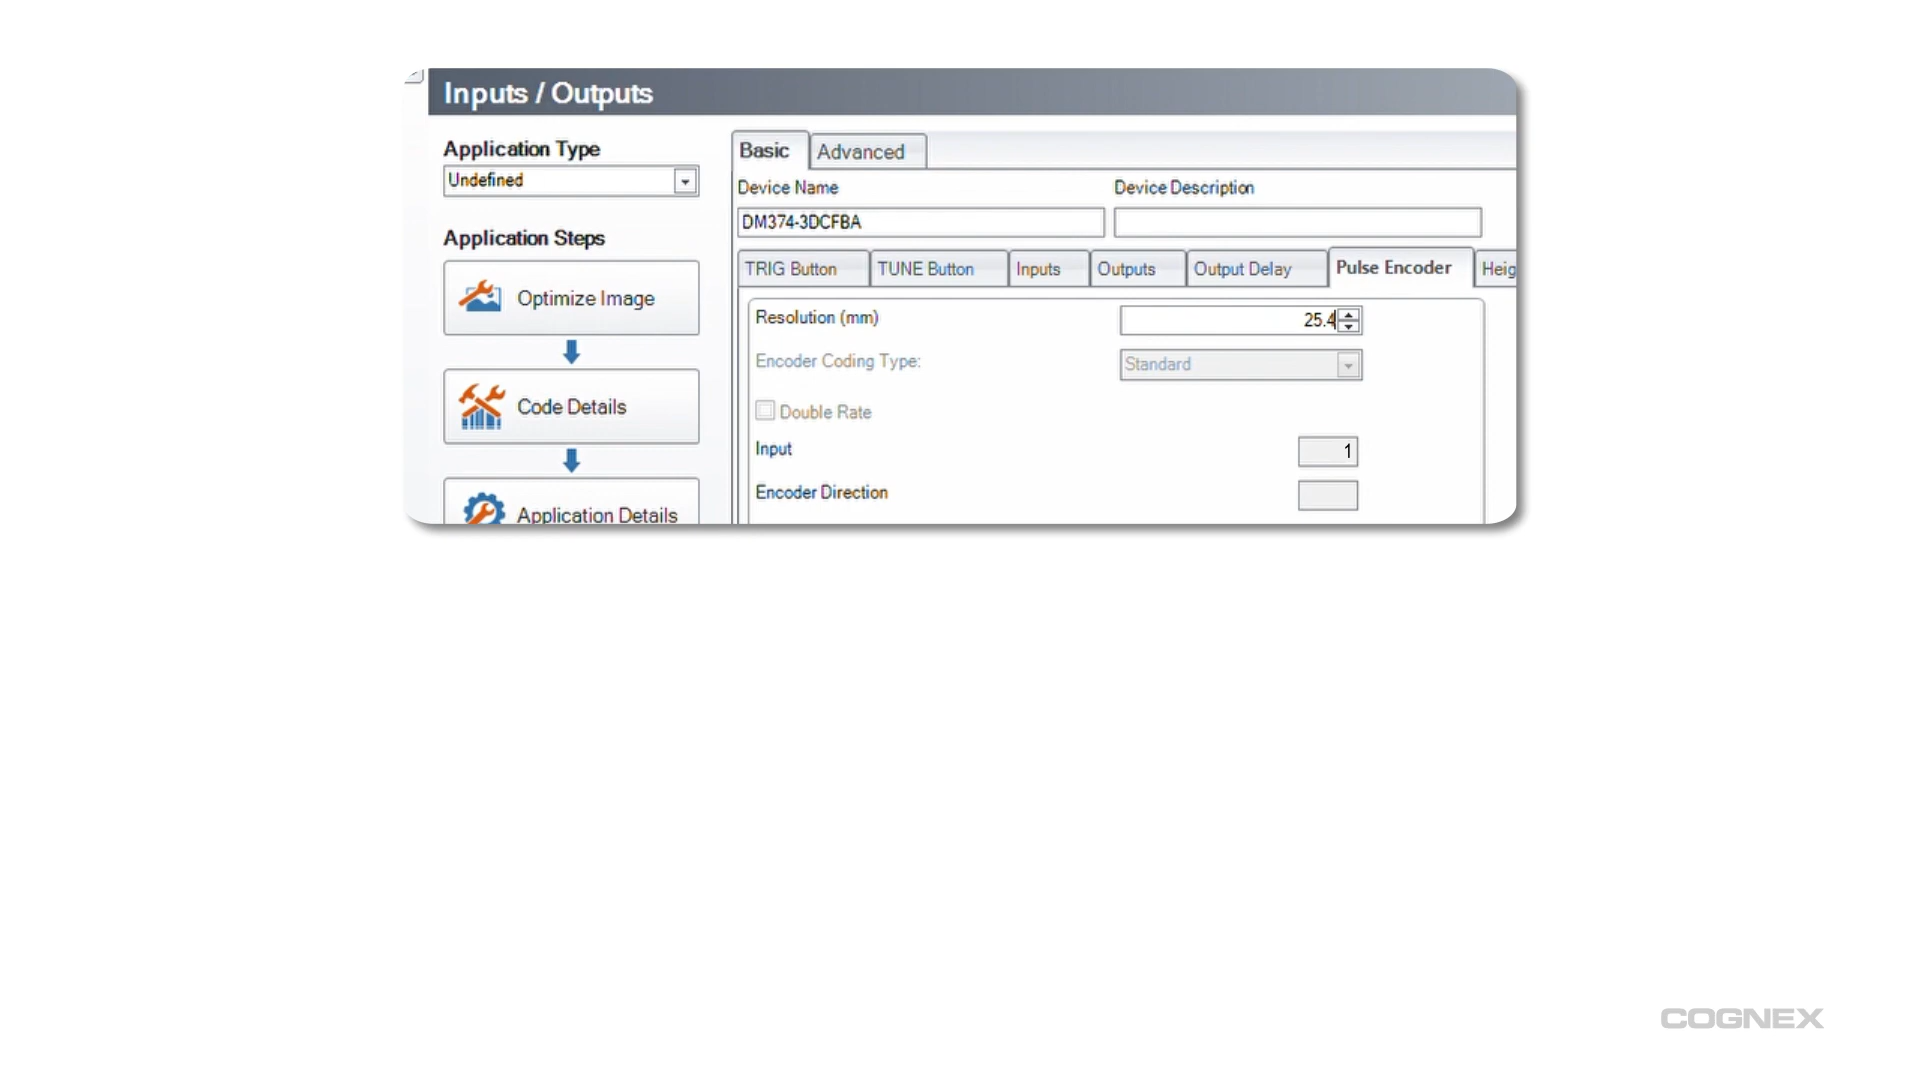 Inputs / Outputs
Application Type
Undefined
Application Steps
Optimize Image
Code Details
Application Details
Basic
Advanced
Device Name
Device Description
DM374-3DCFBA
TRIG Button
TUNE Button
Inputs
Outputs
Output Delay
Pulse Encoder
Heig
Resolution (mm)
25.4
Encoder Coding Type:
Standard
Double Rate
Input
1
Encoder Direction
COGNEX